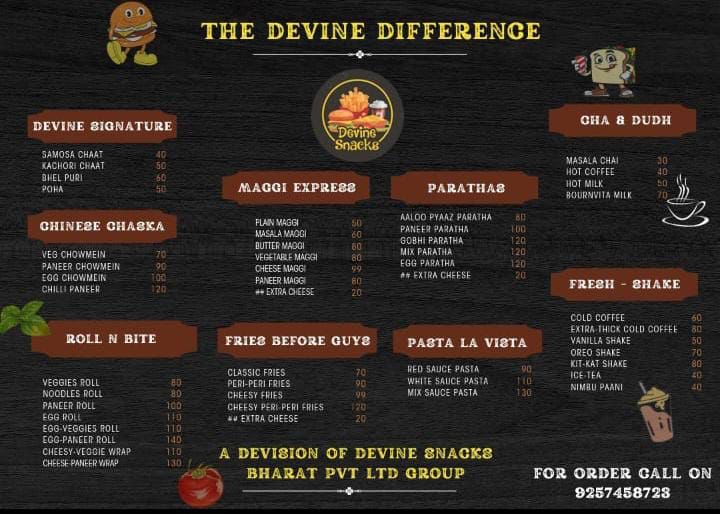 THE DEVINE DIFFERENCE
Devine
Snacks
DEVINE SIGNATURE
SAMOSA CHAAT 40
KACHORI CHAAT 50
BHEL PURI 60
POHA 50
CHINESE CHASKA
VEG CHOWMEIN 70
PANEER CHOWMEIN 90
EGG CHOWMEIN 100
CHILLI PANEER 120
ROLL N BITE
VEGGIES ROLL 80
NOODLES ROLL 80
PANEER ROLL 100
EGG ROLL 110
EGG-VEGGIES ROLL 110
EGG-PANEER ROLL 140
CHEESY-VEGGIE WRAP 110
CHEESE PANEER WRAP 130
MAGGI EXPRESS
PLAIN MAGGI 50
MASALA MAGGI 60
BUTTER MAGGI 80
VEGETABLE MAGGI 80
CHEESE MAGGI 99
PANEER MAGGI 80
## EXTRA CHEESE 20
FRIES BEFORE GUYS
CLASSIC FRIES 70
PERI-PERI FRIES 90
CHEESY FRIES 99
CHEESY PERI-PERI FRIES 120
## EXTRA CHEESE 20
PARATHAS
AALOO PYAAZ PARATHA 80
PANEER PARATHA 100
GOBHI PARATHA 120
MIX PARATHA 120
EGG PARATHA 120
## EXTRA CHEESE 20
PASTA LA VISTA
RED SAUCE PASTA 90
WHITE SAUCE PASTA 110
MIX SAUCE PASTA 130
CHA & DUDH
MASALA CHAI 30
HOT COFFEE 40
HOT MILK 50
BOURNVITA MILK 70
FRESH - SHAKE
COLD COFFEE 60
EXTRA-THICK COLD COFFEE 80
VANILLA SHAKE 50
OREO SHAKE 70
KIT-KAT SHAKE 80
ICE-TEA 40
NIMBU PAANI 40
A DEVISION OF DEVINE SNACKS
BHARAT PVT LTD GROUP
FOR ORDER CALL ON
9257458723